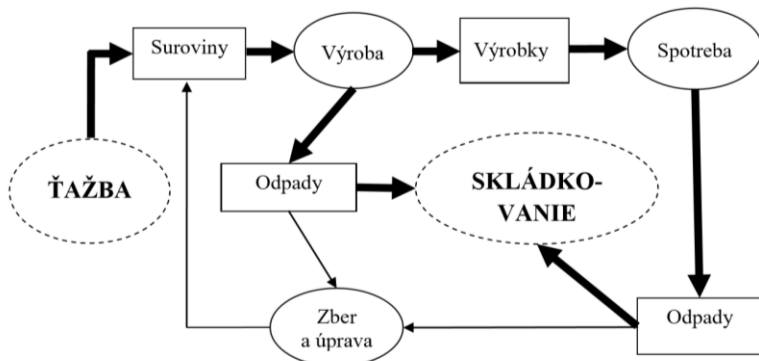 Suroviny
Výroba
Výrobky
Spotreba
ŤAŽBA
Odpady
SKLÁDKO-
VANIE
Zber
a úprava
Odpady